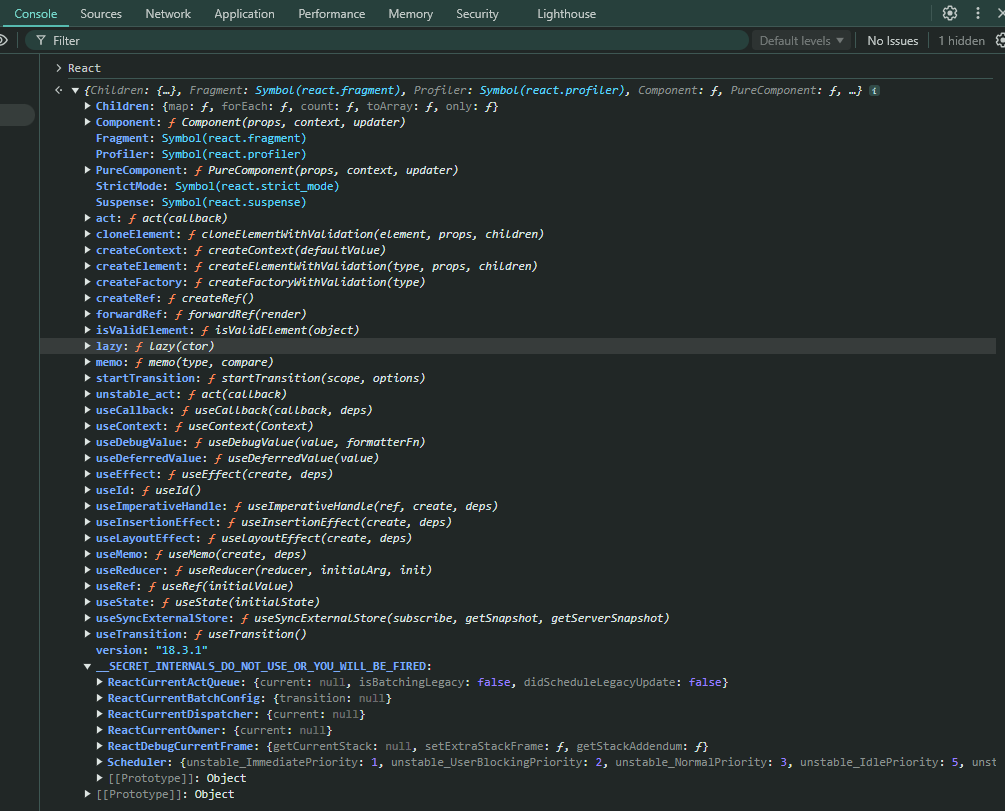 Console Sources Network Application Performance Memory Security Lighthouse
Filter Default levels ▼ No Issues 1 hidden
> React
{Children: {…}, Fragment: Symbol(react.fragment), Profiler: Symbol(react.profiler), Component: ƒ, PureComponent: ƒ, …} i
Children: {map: ƒ, forEach: ƒ, count: ƒ, toArray: ƒ, only: ƒ}
Component: ƒ Component(props, context, updater)
Fragment: Symbol(react.fragment)
Profiler: Symbol(react.profiler)
PureComponent: ƒ PureComponent(props, context, updater)
StrictMode: Symbol(react.strict_mode)
Suspense: Symbol(react.suspense)
act: ƒ act(callback)
cloneElement: ƒ cloneElementWithValidation(element, props, children)
createContext: ƒ createContext(defaultValue)
createElement: ƒ createElementWithValidation(type, props, children)
createFactory: ƒ createFactoryWithValidation(type)
createRef: ƒ createRef()
forwardRef: ƒ forwardRef(render)
isValidElement: ƒ isValidElement(object)
lazy: ƒ lazy(ctor)
memo: ƒ memo(type, compare)
startTransition: ƒ startTransition(scope, options)
unstable_act: ƒ act(callback)
useCallback: ƒ useCallback(callback, deps)
useContext: ƒ useContext(Context)
useDebugValue: ƒ useDebugValue(value, formatterFn)
useDeferredValue: ƒ useDeferredValue(value)
useEffect: ƒ useEffect(create, deps)
useId: ƒ useId()
useImperativeHandle: ƒ useImperativeHandle(ref, create, deps)
useInsertionEffect: ƒ useInsertionEffect(create, deps)
useLayoutEffect: ƒ useLayoutEffect(create, deps)
useMemo: ƒ useMemo(create, deps)
useReducer: ƒ useReducer(reducer, initialArg, init)
useRef: ƒ useRef(initialValue)
useState: ƒ useState(initialState)
useSyncExternalStore: ƒ useSyncExternalStore(subscribe, getSnapshot, getServerSnapshot)
useTransition: ƒ useTransition()
version: "18.3.1"
__SECRET_INTERNALS_DO_NOT_USE_OR_YOU_WILL_BE_FIRED:
ReactCurrentActQueue: {current: null, isBatchingLegacy: false, didScheduleLegacyUpdate: false}
ReactCurrentBatchConfig: {transition: null}
ReactCurrentDispatcher: {current: null}
ReactCurrentOwner: {current: null}
ReactDebugCurrentFrame: {getCurrentStack: null, setExtraStackFrame: ƒ, getStackAddendum: ƒ}
Scheduler: {unstable_ImmediatePriority: 1, unstable_UserBlockingPriority: 2, unstable_NormalPriority: 3, unstable_IdlePriority: 5, unst
[[Prototype]]: Object
[[Prototype]]: Object